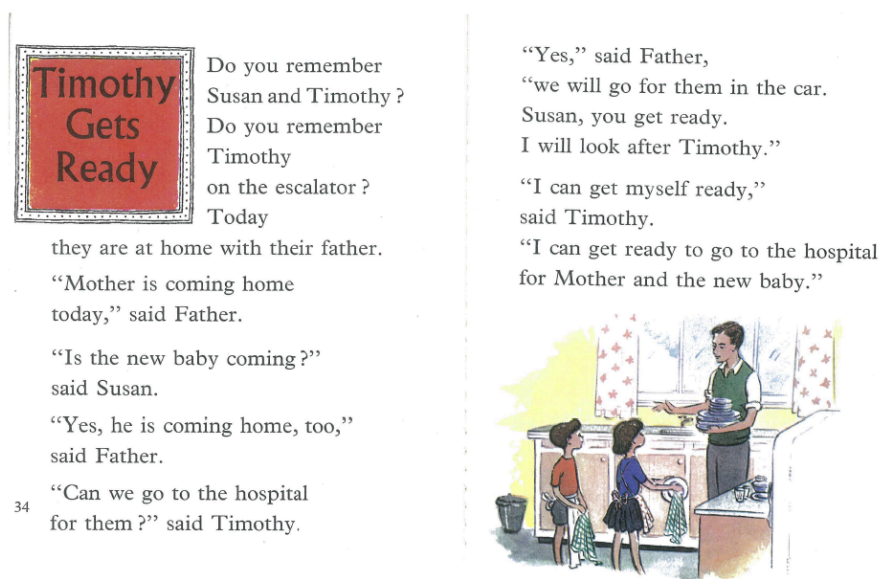 Timothy
Gets
Ready
Do you remember
Susan and Timothy ?
Do you remember
Timothy
on the escalator ?
Today
they are at home with their father.
“Mother is coming home
today,” said Father.
“Is the new baby coming ?”
said Susan.
“Yes, he is coming home, too,”
said Father.
“Can we go to the hospital
for them ?” said Timothy.
34
“Yes,” said Father,
“we will go for them in the car.
Susan, you get ready.
I will look after Timothy.”
“I can get myself ready,”
said Timothy.
“I can get ready to go to the hospital
for Mother and the new baby.”